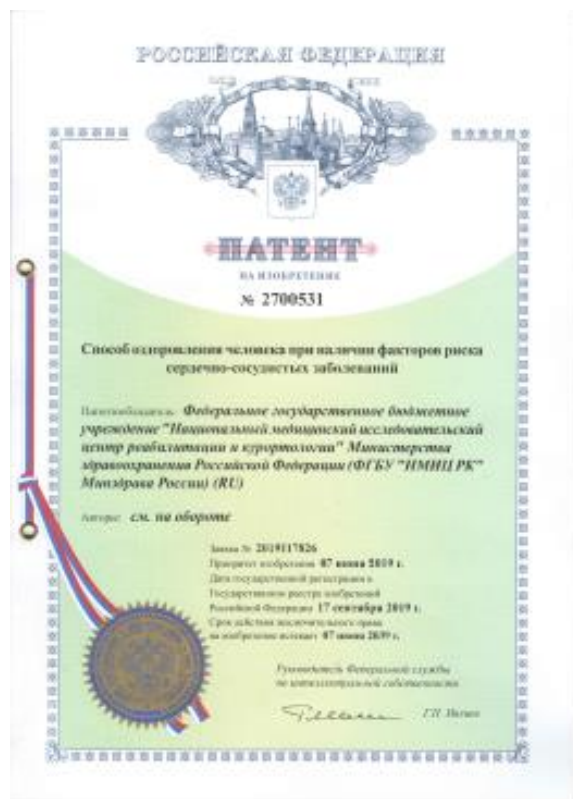 РОССИЙСКАЯ ФЕДЕРАЦИЯ
ПАТЕНТ
НА ИЗОБРЕТЕНИЕ
№ 2700531
Способ оздоровления человека при наличии факторов риска
сердечно-сосудистых заболеваний
Патентообладатель: Федеральное государственное бюджетное
учреждение "Национальный медицинский исследовательский
центр реабилитации и курортологии" Министерства
здравоохранения Российской Федерации (ФГБУ "НМИЦ РК"
Минздрава России) (RU)
Авторы: см. на обороте
Заявка № 2019117826
Приоритет изобретения 07 июня 2019 г.
Дата государственной регистрации в
Государственном реестре изобретений
Российской Федерации 17 сентября 2019 г.
Срок действия исключительного права
на изобретение истекает 07 июня 2039 г.
Руководитель Федеральной службы
по интеллектуальной собственности
Г.П. Ивлиев